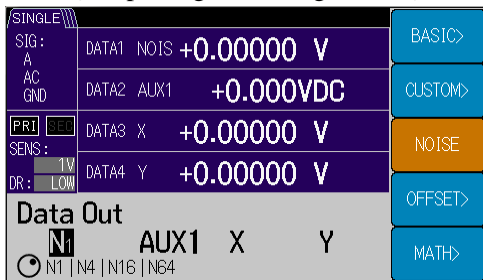 SINGLE
SIG:
A
AC
GND
PRI SEC
SENS:
1V
DR: LOW
DATA1 NOIS +0.00000 V
DATA2 AUX1 +0.000VDC
DATA3 X +0.00000 V
DATA4 Y +0.00000 V
Data Out
N1 AUX1 X Y
N1 | N4 | N16 | N64
BASIC>
CUSTOM>
NOISE
OFFSET>
MATH>